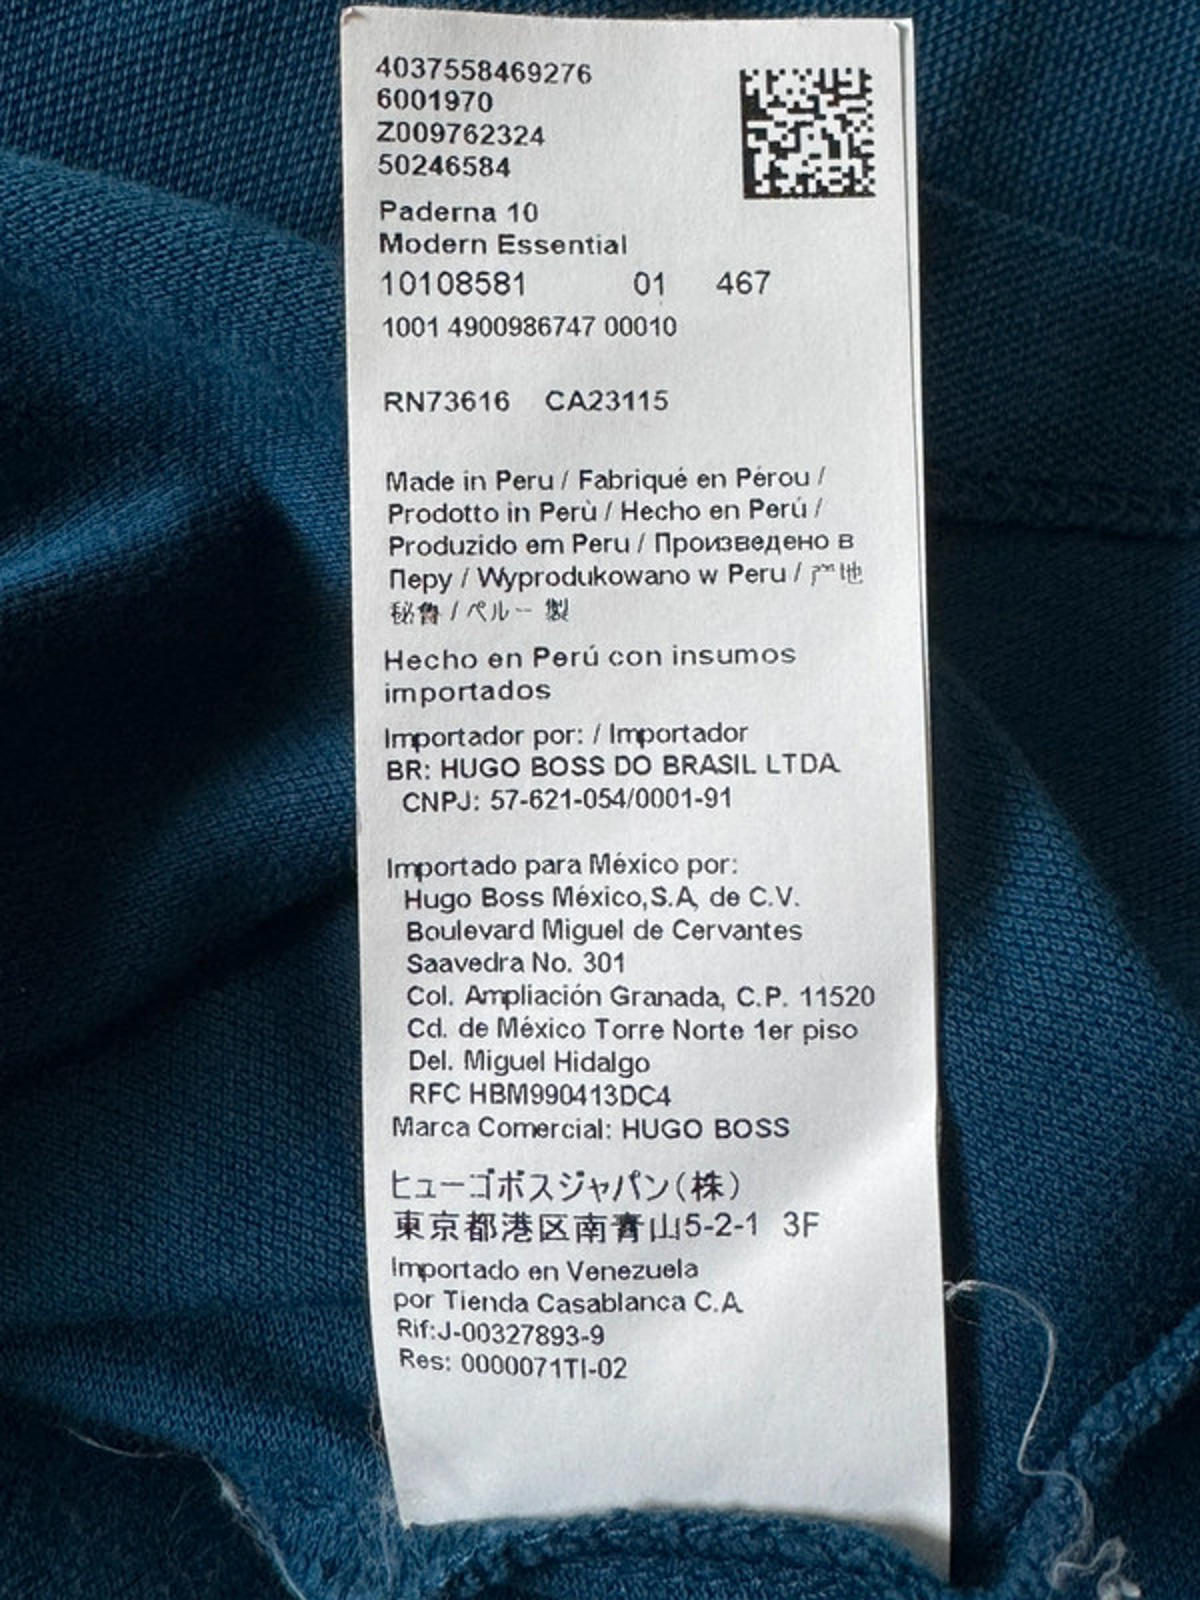 4037558469276
6001970
Z009762324
50246584
Paderna 10
Modern Essential
10108581 01 467
1001 4900986747 00010
RN73616 CA23115
Made in Peru / Fabriqué en Pérou /
Prodotto in Perù / Hecho en Perú /
Produzido em Peru / Произведено в
Перу / Wyprodukowano w Peru / 产地
秘鲁 / ペルー 製
Hecho en Perú con insumos
importados
Importador por: / Importador
BR: HUGO BOSS DO BRASIL LTDA
CNPJ: 57-621-054/0001-91
Importado para México por:
Hugo Boss México,S.A, de C.V.
Boulevard Miguel de Cervantes
Saavedra No. 301
Col. Ampliación Granada, C.P. 11520
Cd. de México Torre Norte 1er piso
Del. Miguel Hidalgo
RFC HBM990413DC4
Marca Comercial: HUGO BOSS
ヒューゴボスジャパン(株)
東京都港区南青山5-2-1 3F
Importado en Venezuela
por Tienda Casablanca C.A.
Rif:J-00327893-9
Res: 0000071TI-02